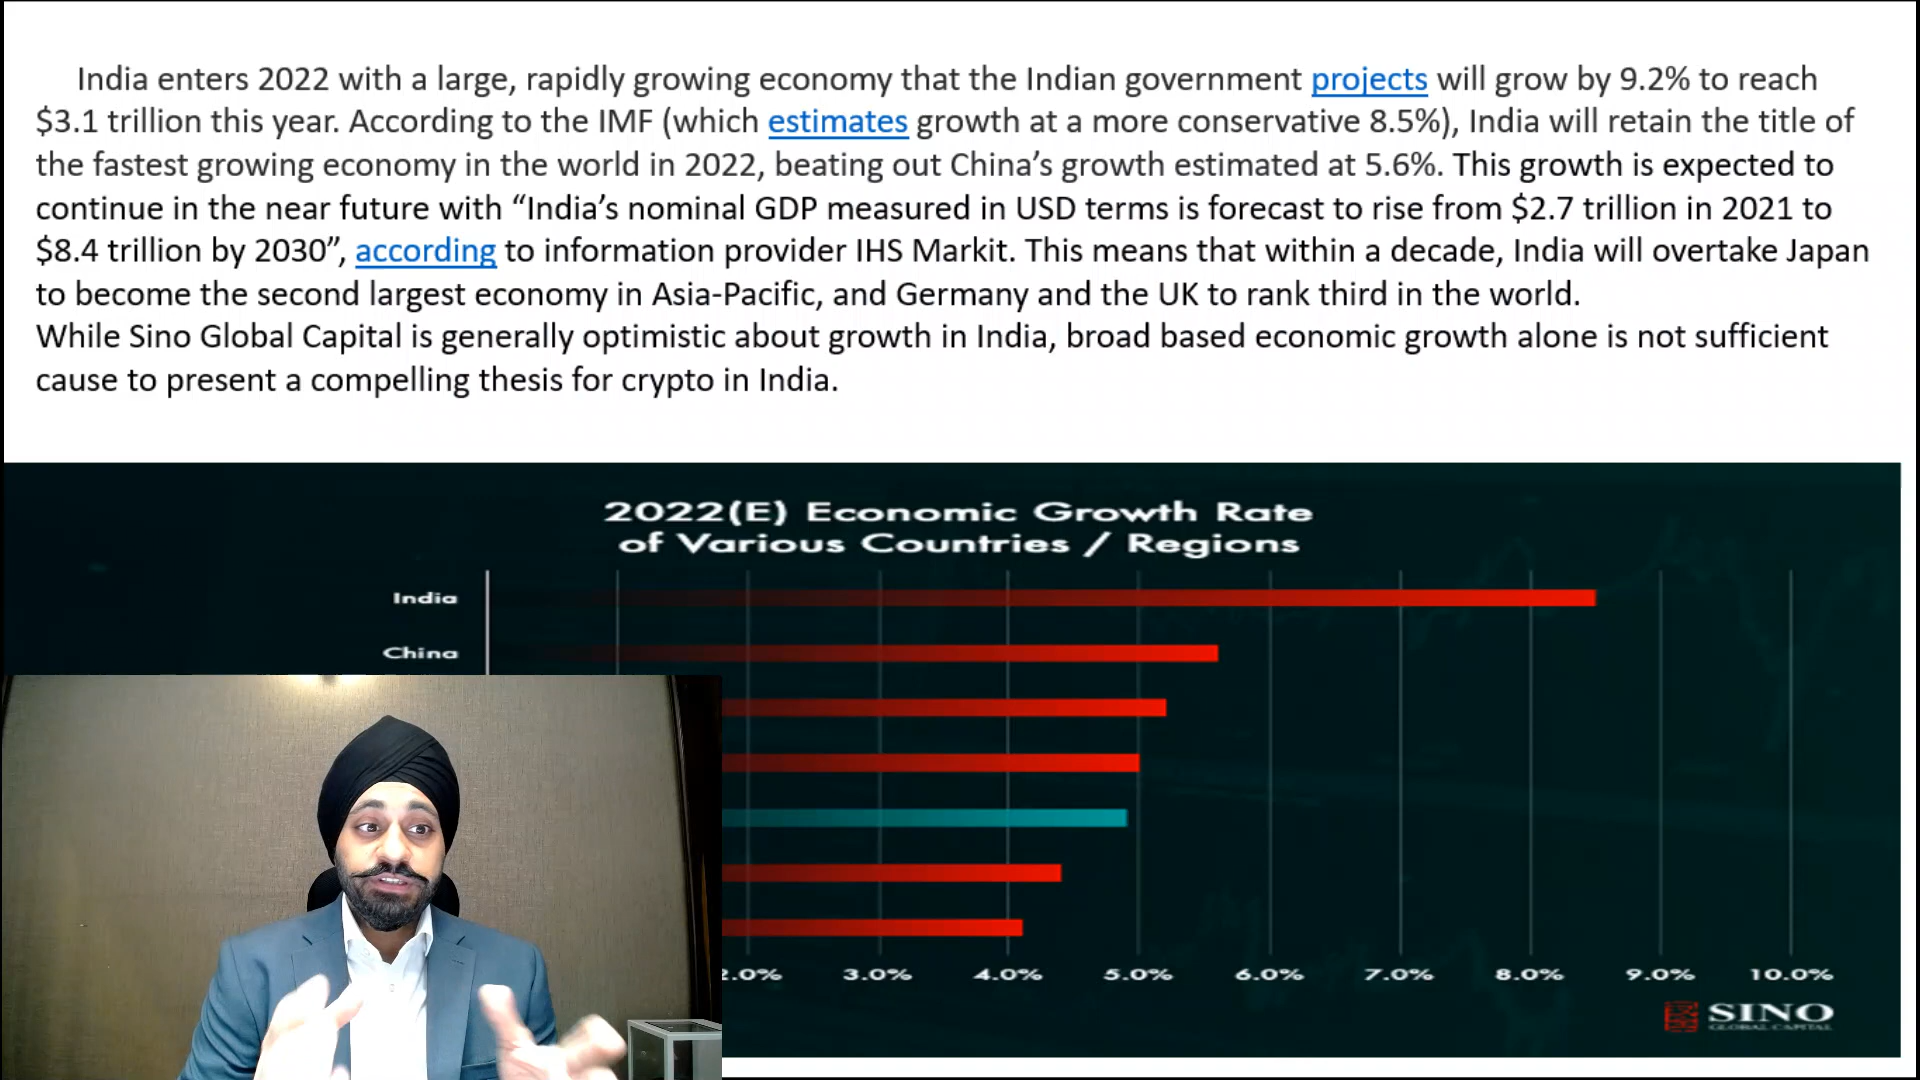 India enters 2022 with a large, rapidly growing economy that the Indian government projects will grow by 9.2% to reach
$3.1 trillion this year. According to the IMF (which estimates growth at a more conservative 8.5%), India will retain the title of
the fastest growing economy in the world in 2022, beating out China’s growth estimated at 5.6%. This growth is expected to
continue in the near future with “India’s nominal GDP measured in USD terms is forecast to rise from $2.7 trillion in 2021 to
$8.4 trillion by 2030”, according to information provider IHS Markit. This means that within a decade, India will overtake Japan
to become the second largest economy in Asia-Pacific, and Germany and the UK to rank third in the world.
While Sino Global Capital is generally optimistic about growth in India, broad based economic growth alone is not sufficient
cause to present a compelling thesis for crypto in India.
2022(E) Economic Growth Rate
of Various Countries / Regions
India
China
2.0% 3.0% 4.0% 5.0% 6.0% 7.0% 8.0% 9.0% 10.0%
SINO
GLOBAL CAPITAL